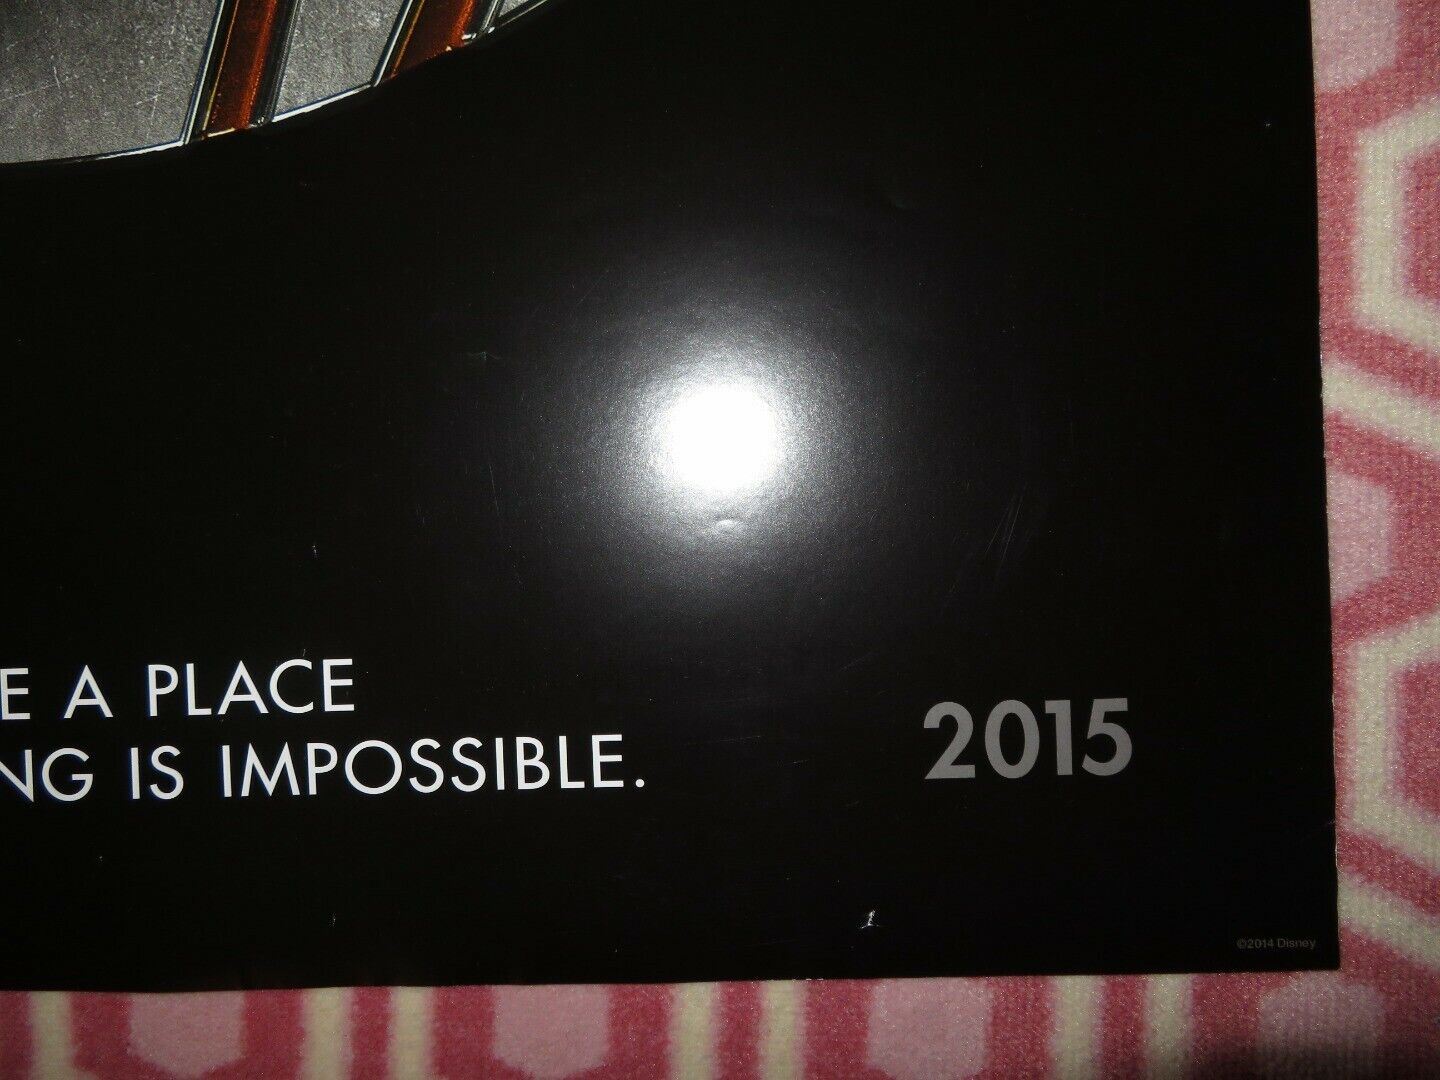 E A PLACE
NG IS IMPOSSIBLE.
2015
©2014 Disney